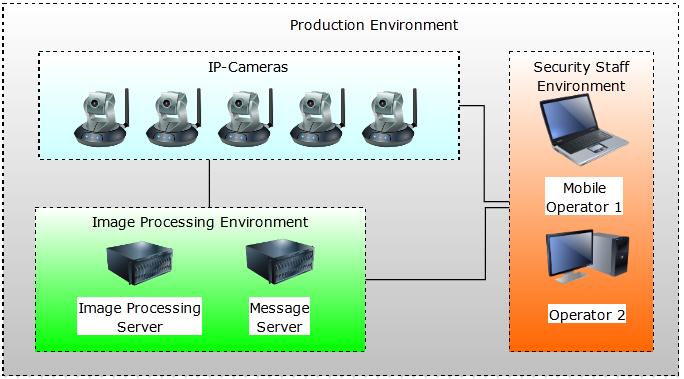 Production Environment
IP-Cameras
Security Staff
Environment
Mobile
Operator 1
Operator 2
Image Processing Environment
Image Processing
Server
Message
Server